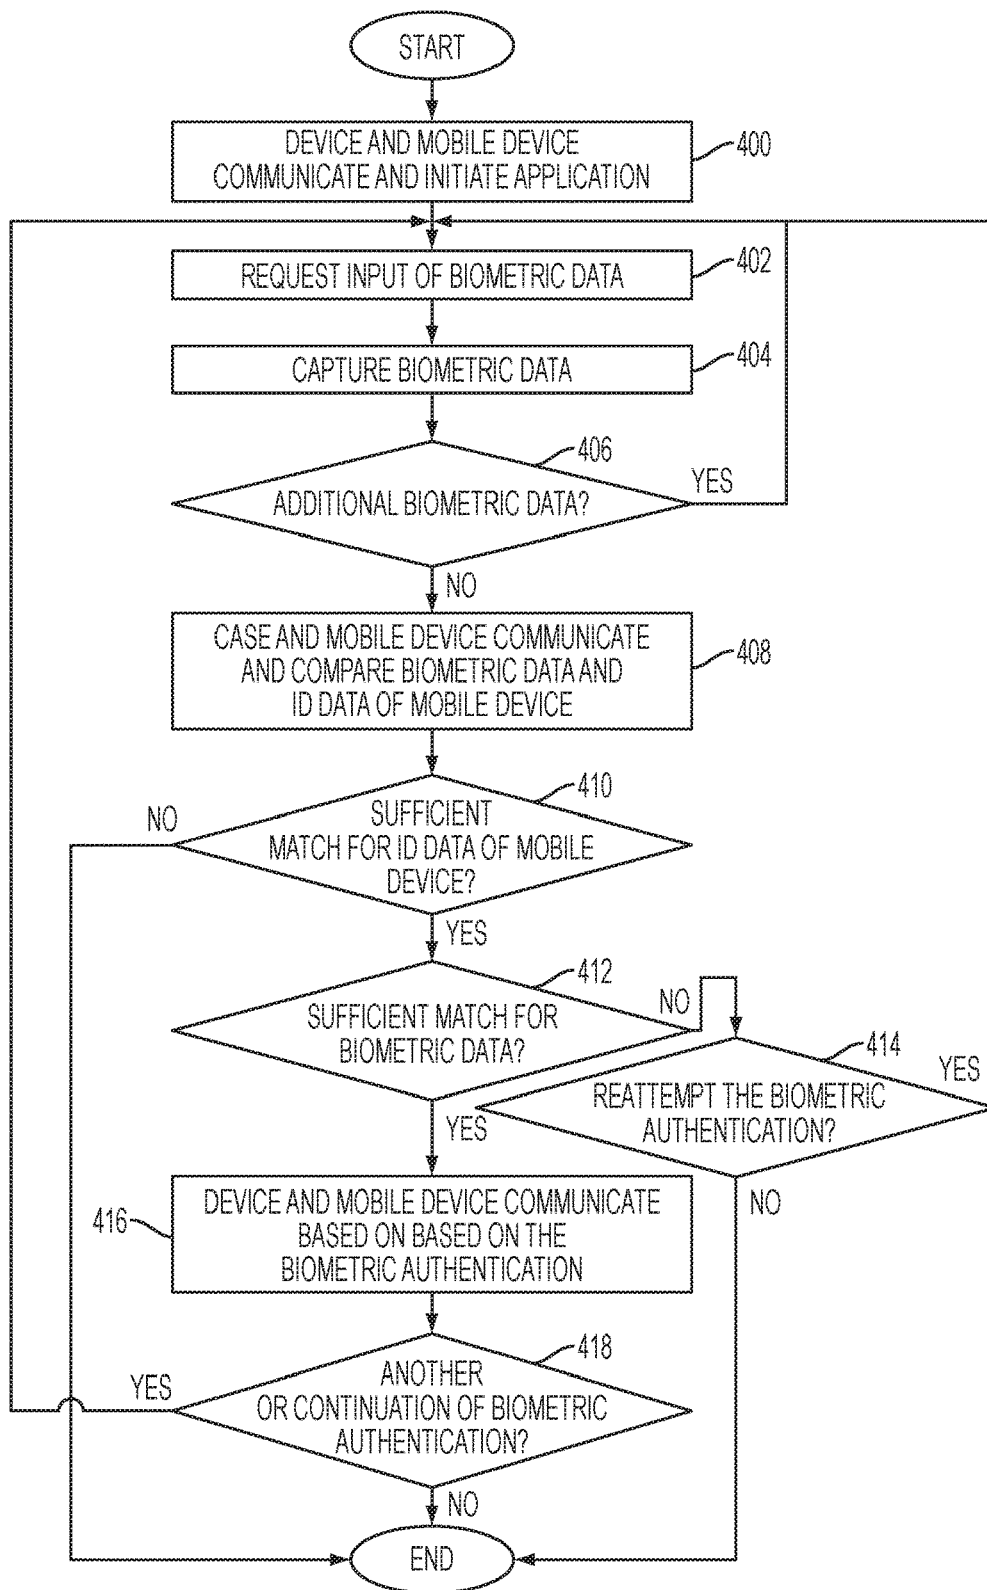 START
DEVICE AND MOBILE DEVICE
COMMUNICATE AND INITIATE APPLICATION
400
REQUEST INPUT OF BIOMETRIC DATA
402
CAPTURE BIOMETRIC DATA
404
406
ADDITIONAL BIOMETRIC DATA?
YES
NO
CASE AND MOBILE DEVICE COMMUNICATE
AND COMPARE BIOMETRIC DATA AND
ID DATA OF MOBILE DEVICE
408
410
NO
SUFFICIENT
MATCH FOR ID DATA OF MOBILE
DEVICE?
YES
412
NO
SUFFICIENT MATCH FOR
BIOMETRIC DATA?
414
YES
REATTEMPT THE BIOMETRIC
AUTHENTICATION?
YES
NO
416
DEVICE AND MOBILE DEVICE COMMUNICATE
BASED ON BASED ON THE
BIOMETRIC AUTHENTICATION
418
YES
ANOTHER
OR CONTINUATION OF BIOMETRIC
AUTHENTICATION?
NO
END